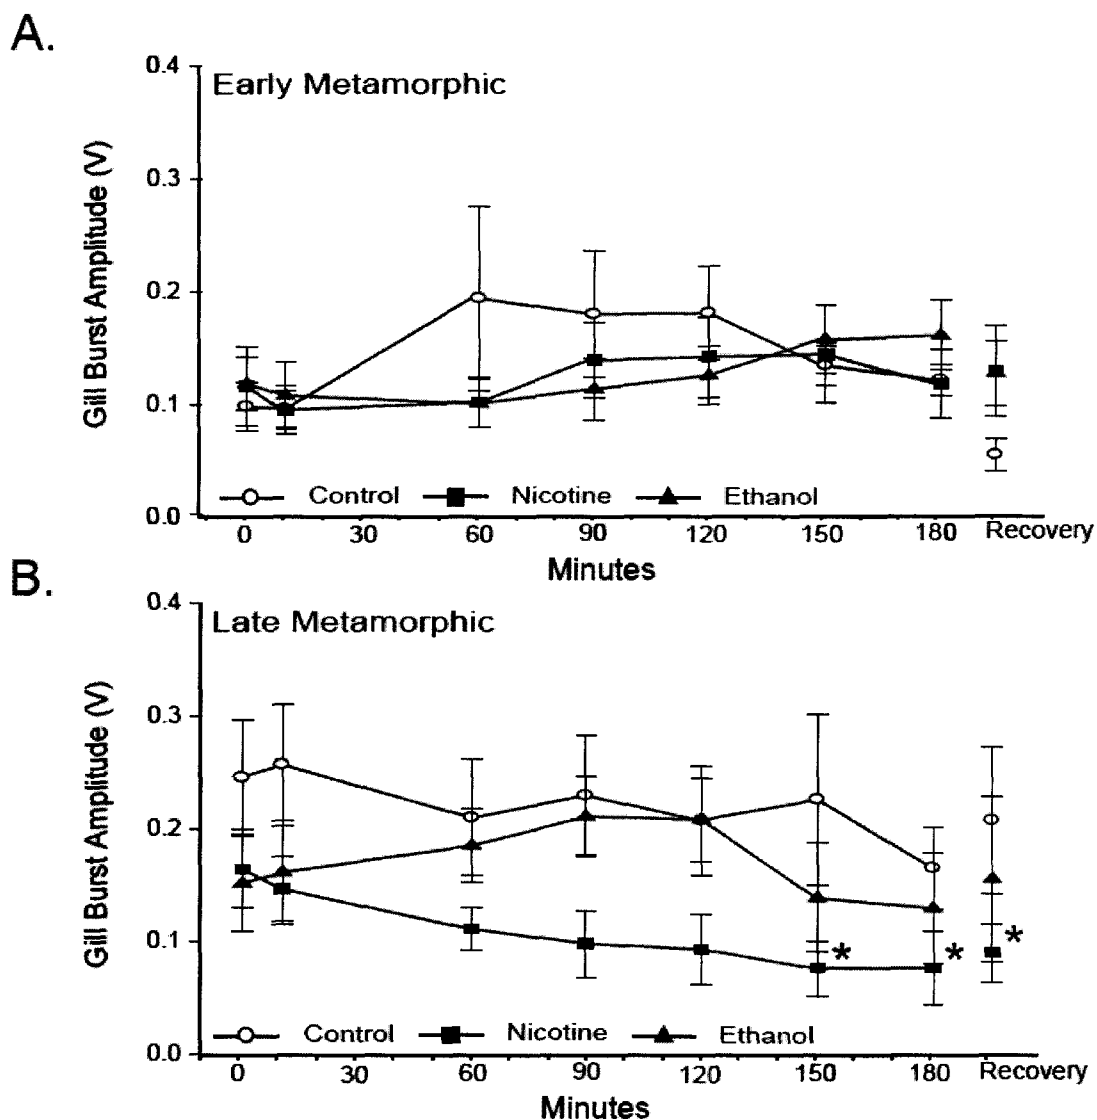 A.
Early Metamorphic
Gill Burst Amplitude (V)
0.4
0.3
0.2
0.1
0.0
Control Nicotine Ethanol
0 30 60 90 120 150 180 Recovery
Minutes
B.
Late Metamorphic
Gill Burst Amplitude (V)
0.4
0.3
0.2
0.1
0.0
* * *
Control Nicotine Ethanol
0 30 60 90 120 150 180 Recovery
Minutes